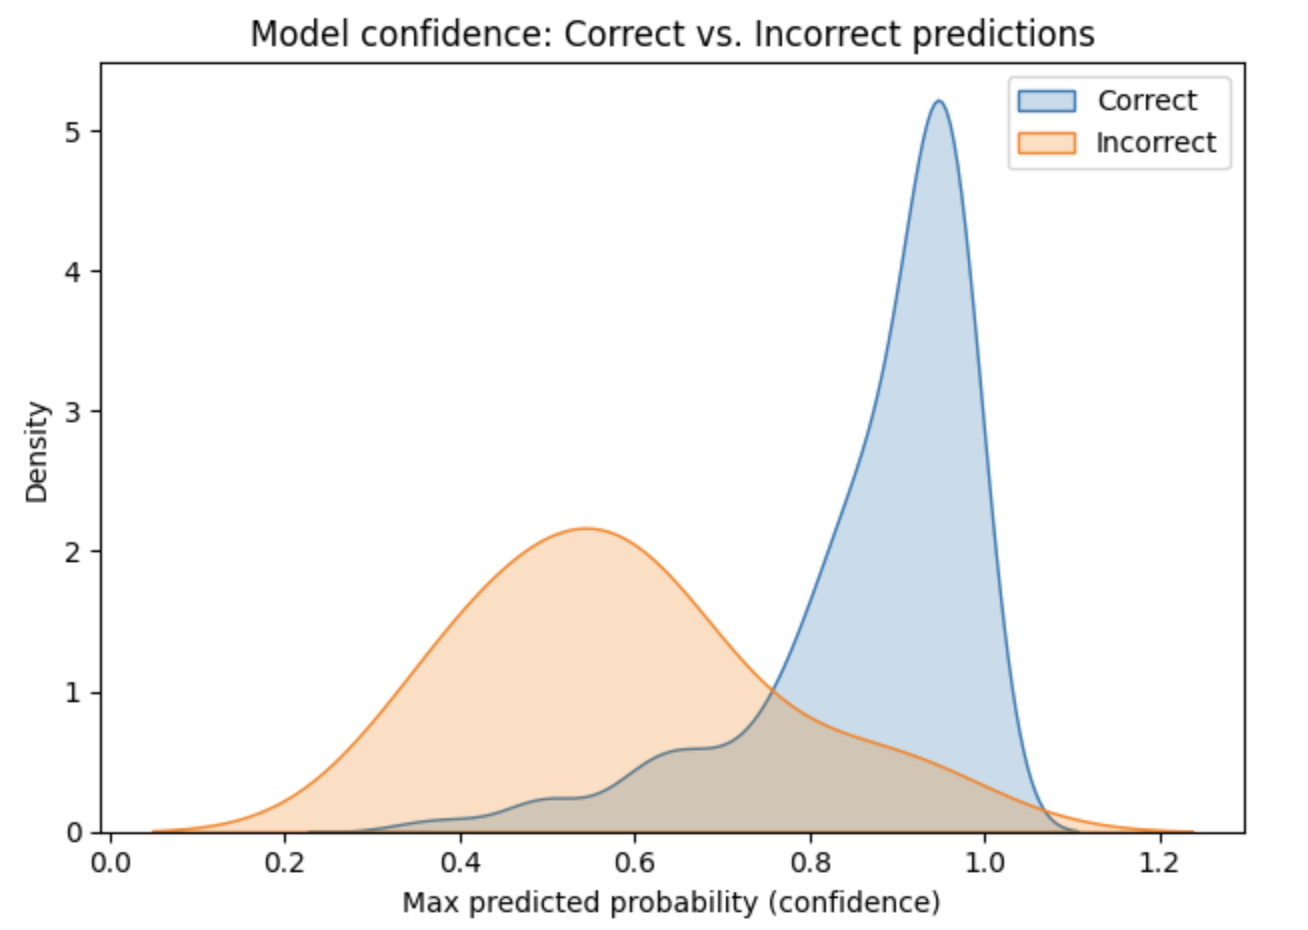 Model confidence: Correct vs. Incorrect predictions
Correct
Incorrect
5
4
3
2
1
0
Density
0.0 0.2 0.4 0.6 0.8 1.0 1.2
Max predicted probability (confidence)